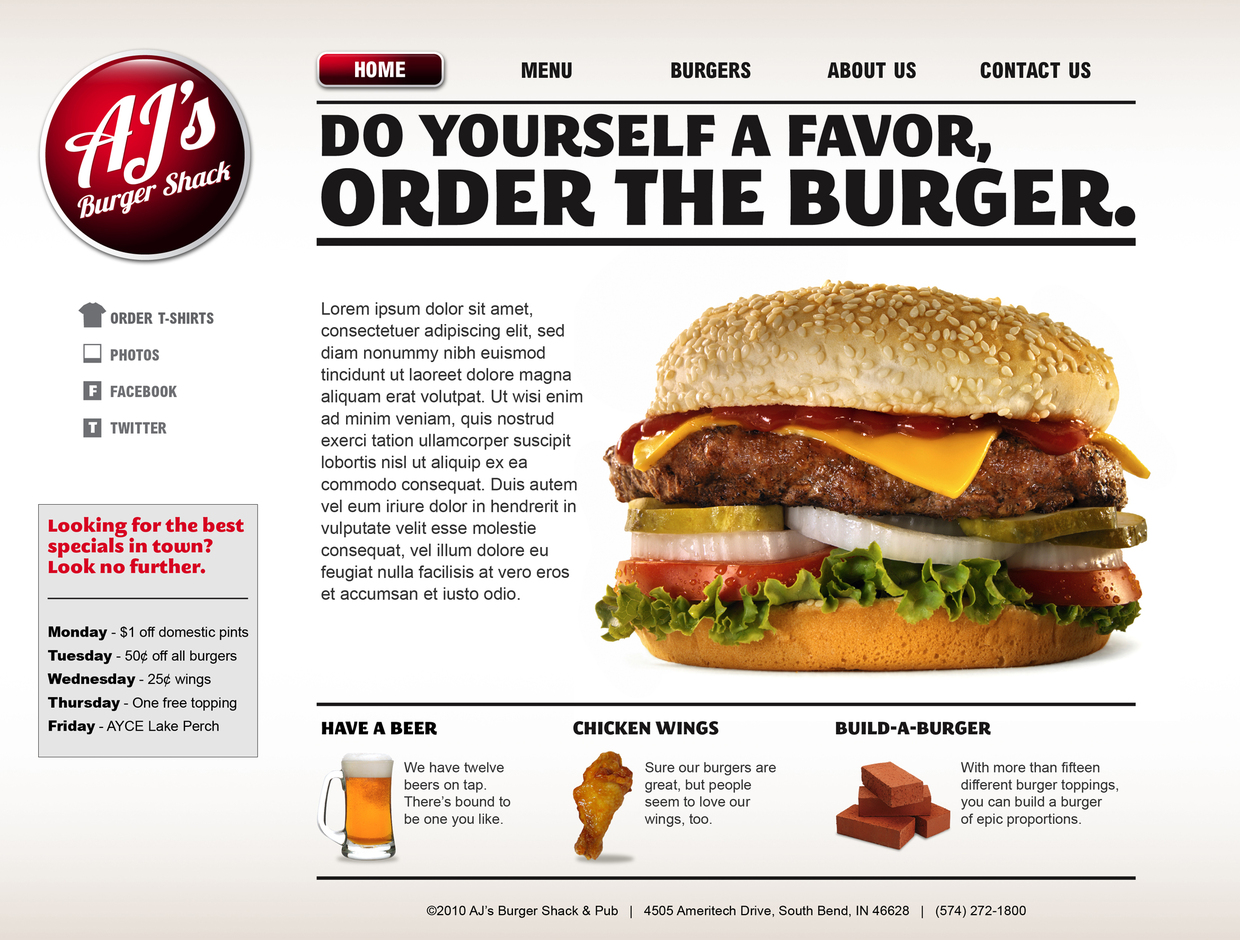 AJ's
Burger Shack
HOME MENU BURGERS ABOUT US CONTACT US
DO YOURSELF A FAVOR,
ORDER THE BURGER.
ORDER T-SHIRTS
PHOTOS
F FACEBOOK
T TWITTER
Looking for the best
specials in town?
Look no further.
Monday - $1 off domestic pints
Tuesday - 50¢ off all burgers
Wednesday - 25¢ wings
Thursday - One free topping
Friday - AYCE Lake Perch
Lorem ipsum dolor sit amet,
consectetuer adipiscing elit, sed
diam nonummy nibh euismod
tincidunt ut laoreet dolore magna
aliquam erat volutpat. Ut wisi enim
ad minim veniam, quis nostrud
exerci tation ullamcorper suscipit
lobortis nisl ut aliquip ex ea
commodo consequat. Duis autem
vel eum iriure dolor in hendrerit in
vulputate velit esse molestie
consequat, vel illum dolore eu
feugiat nulla facilisis at vero eros
et accumsan et iusto odio.
HAVE A BEER
We have twelve
beers on tap.
There's bound to
be one you like.
CHICKEN WINGS
Sure our burgers are
great, but people
seem to love our
wings, too.
BUILD-A-BURGER
With more than fifteen
different burger toppings,
you can build a burger
of epic proportions.
©2010 AJ's Burger Shack & Pub | 4505 Ameritech Drive, South Bend, IN 46628 | (574) 272-1800